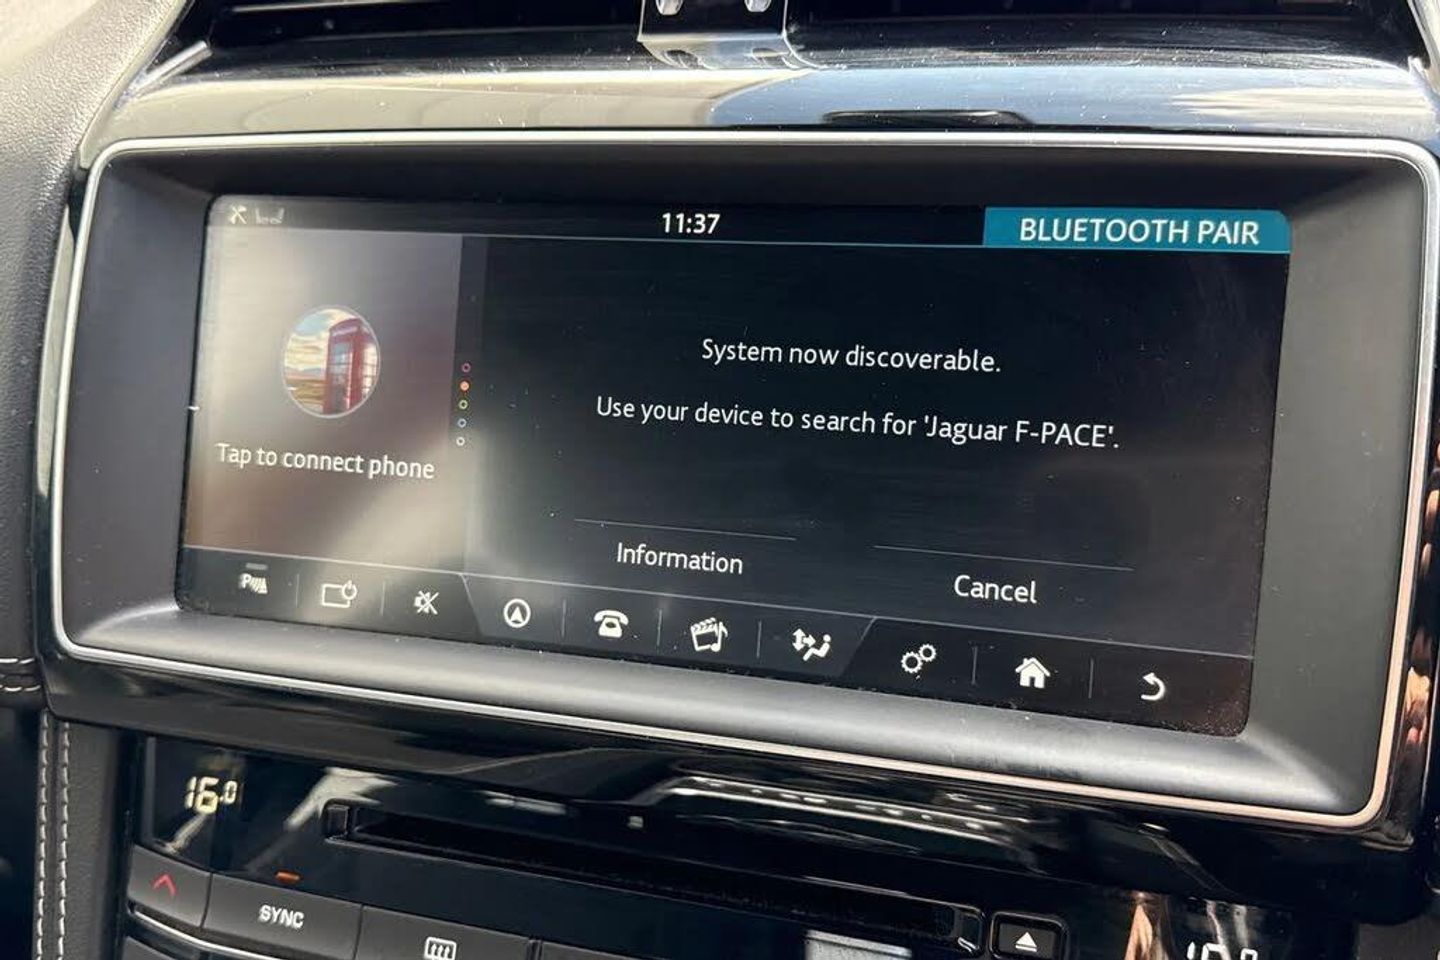 11:37
BLUETOOTH PAIR
System now discoverable.
Use your device to search for 'Jaguar F-PACE'.
Tap to connect phone
Information
Cancel
16.0
SYNC